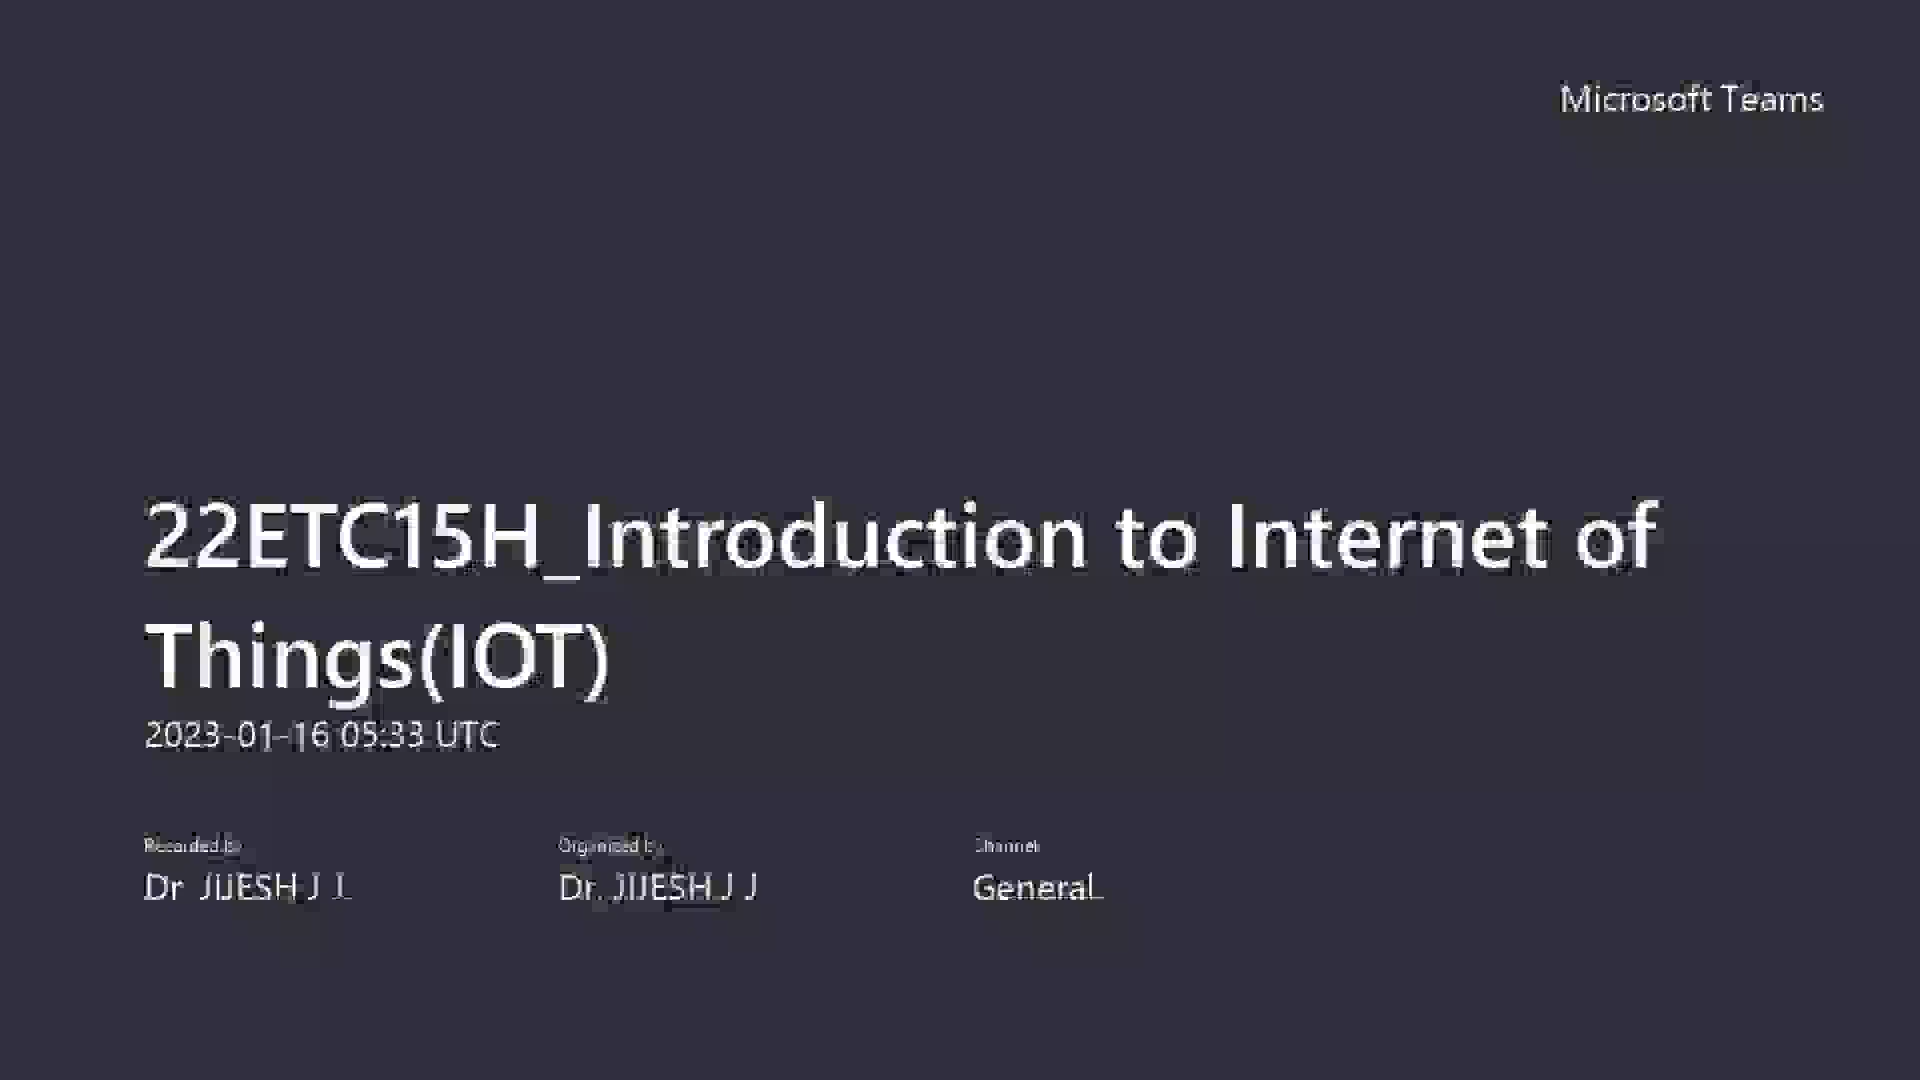 Microsoft Teams
22ETC15H_Introduction to Internet of
Things(IOT)
2023-01-16 05:33 UTC
Recorded by
Organized by
Channel
Dr. JIJESH J J
Dr. JIJESH J J
General